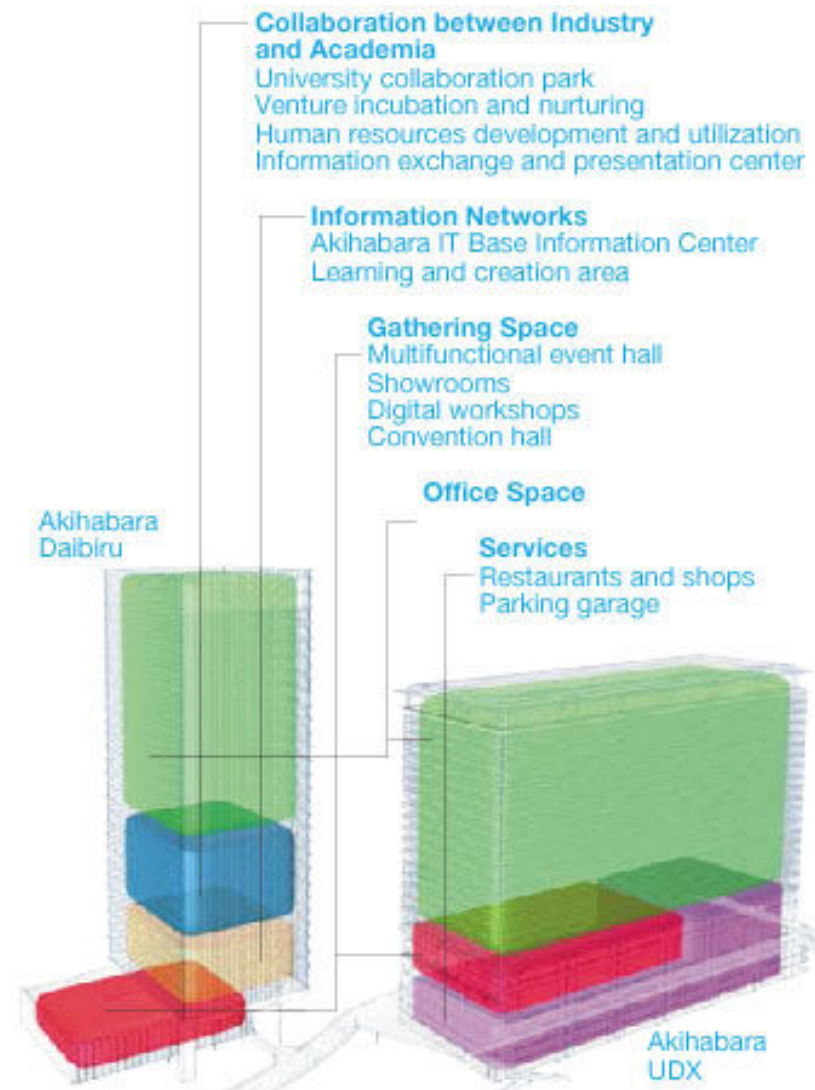 Collaboration between Industry
and Academia
University collaboration park
Venture incubation and nurturing
Human resources development and utilization
Information exchange and presentation center
Information Networks
Akihabara IT Base Information Center
Learning and creation area
Gathering Space
Multifunctional event hall
Showrooms
Digital workshops
Convention hall
Office Space
Akihabara
Daibiru
Services
Restaurants and shops
Parking garage
Akihabara
UDX